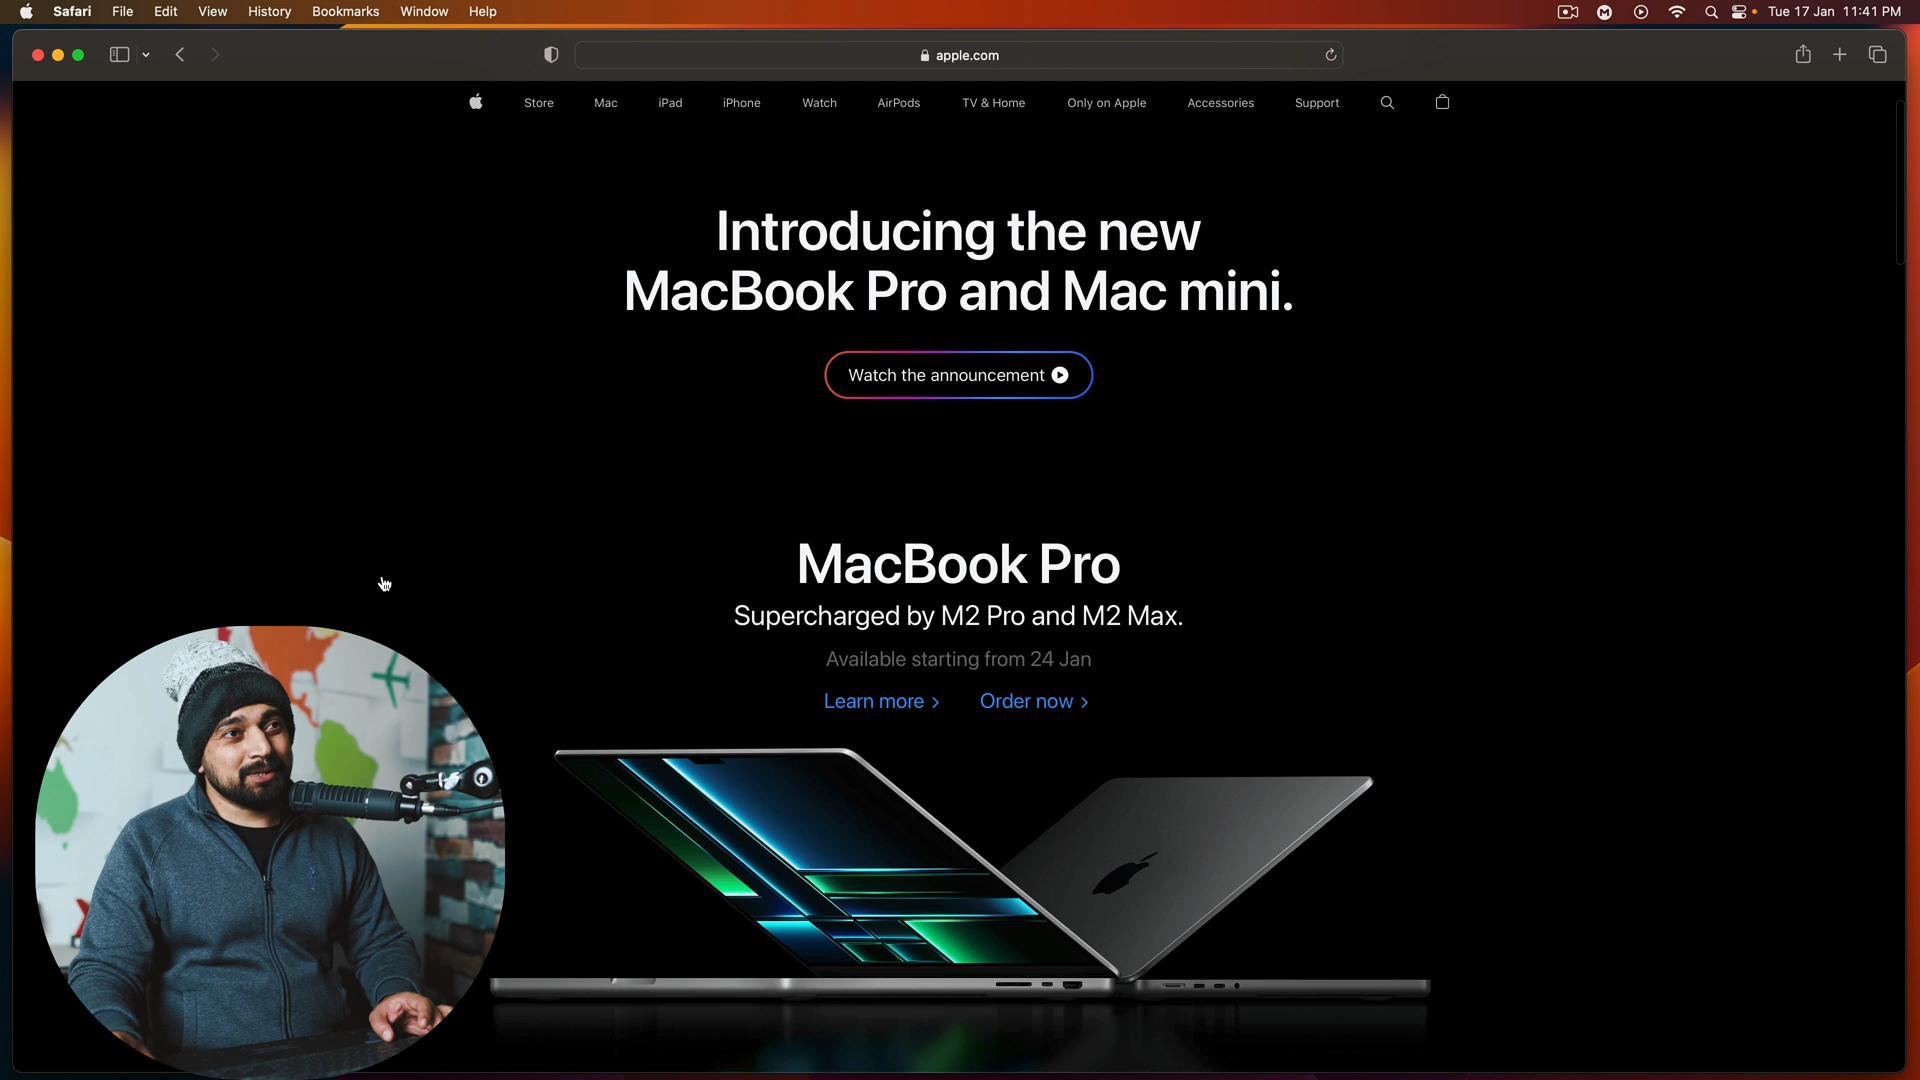 Safari File Edit View History Bookmarks Window Help
Tue 17 Jan 11:41 PM
apple.com
Store Mac iPad iPhone Watch AirPods TV & Home Only on Apple Accessories Support
Introducing the new
MacBook Pro and Mac mini.
Watch the announcement
MacBook Pro
Supercharged by M2 Pro and M2 Max.
Available starting from 24 Jan
Learn more > Order now >